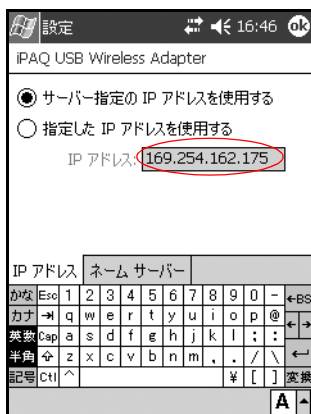 設定 16:46 ok
iPAQ USB Wireless Adapter
サーバー指定の IP アドレスを使用する
指定した IP アドレスを使用する
IP アドレス: 169.254.162.175
IP アドレス ネーム サーバー
かな Esc 1 2 3 4 5 6 7 8 9 0 - ←BS
カナ →| q w e r t y u i o p @ ← →
英数 Cap a s d f g h j k l ; :
半角 ⇧ z x c v b n m , . / \ ↵
記号 Ctl ^ ¥ [ ] 変換
A